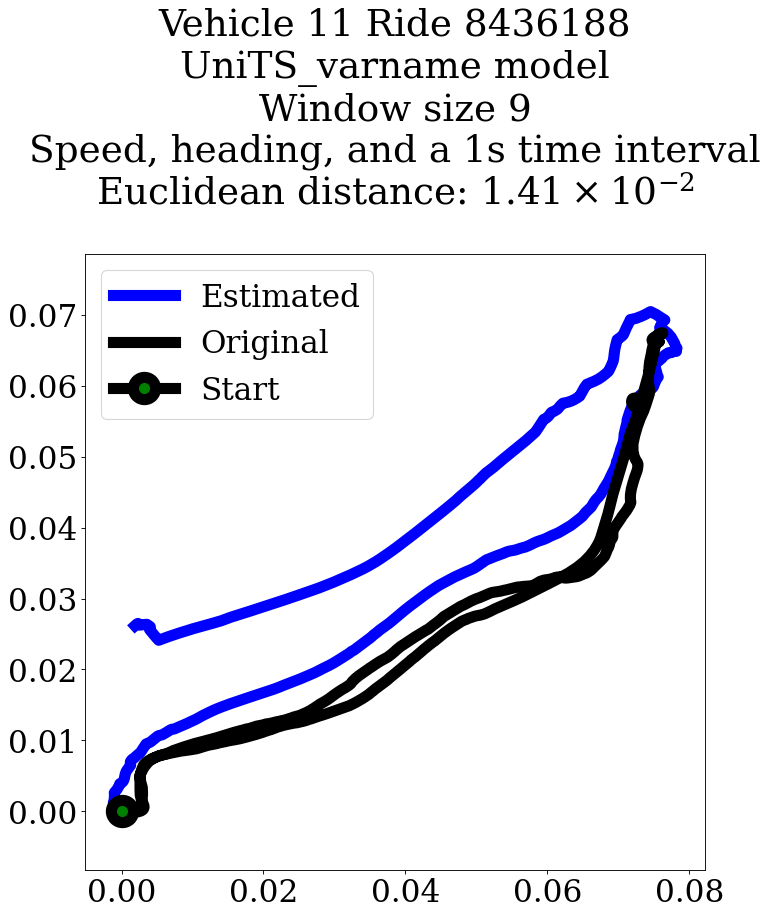 Vehicle 11 Ride 8436188
UniTS_varname model
Window size 9
Speed, heading, and a 1s time interval
Euclidean distance: 1.41 × 10⁻²
Estimated
Original
Start
0.07
0.06
0.05
0.04
0.03
0.02
0.01
0.00
0.00 0.02 0.04 0.06 0.08